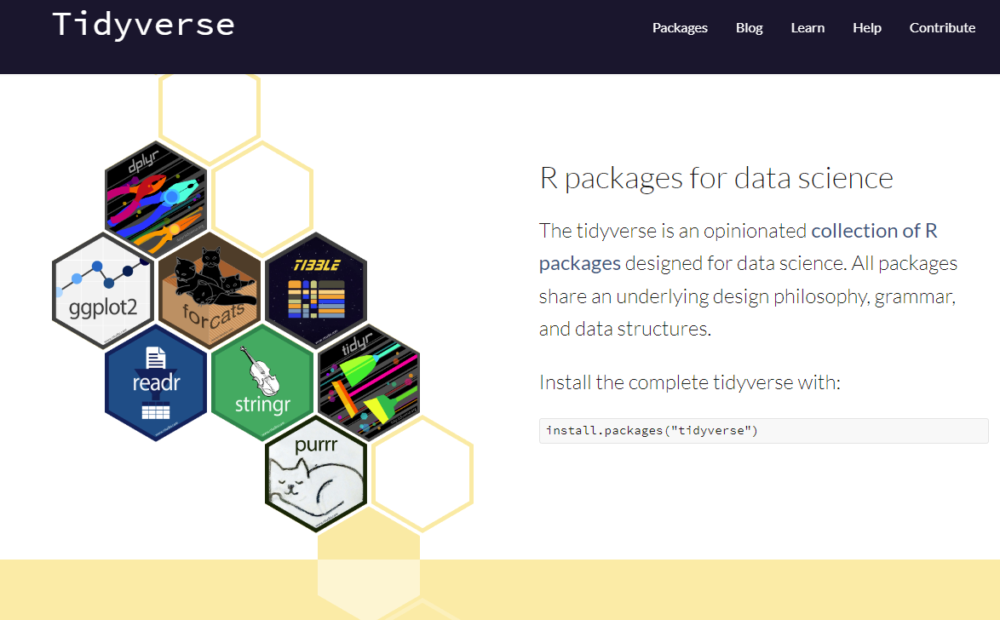 Tidyverse
Packages
Blog
Learn
Help
Contribute
dplyr
ggplot2
forcats
TIBBLE
readr
stringr
tidyr
purrr
R packages for data science
The tidyverse is an opinionated collection of R
packages designed for data science. All packages
share an underlying design philosophy, grammar,
and data structures.
Install the complete tidyverse with:
install.packages("tidyverse")